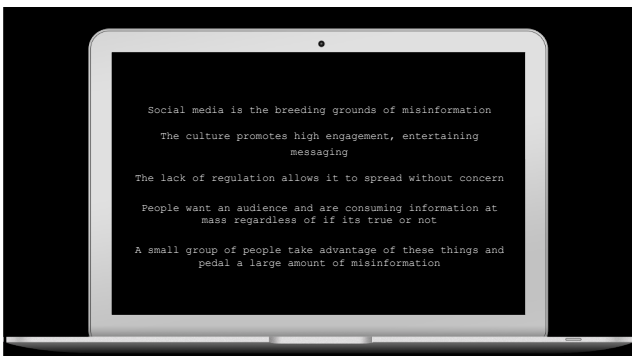 Social media is the breeding grounds of misinformation
The culture promotes high engagement, entertaining
messaging
The lack of regulation allows it to spread without concern
People want an audience and are consuming information at
mass regardless of if its true or not
A small group of people take advantage of these things and
pedal a large amount of misinformation